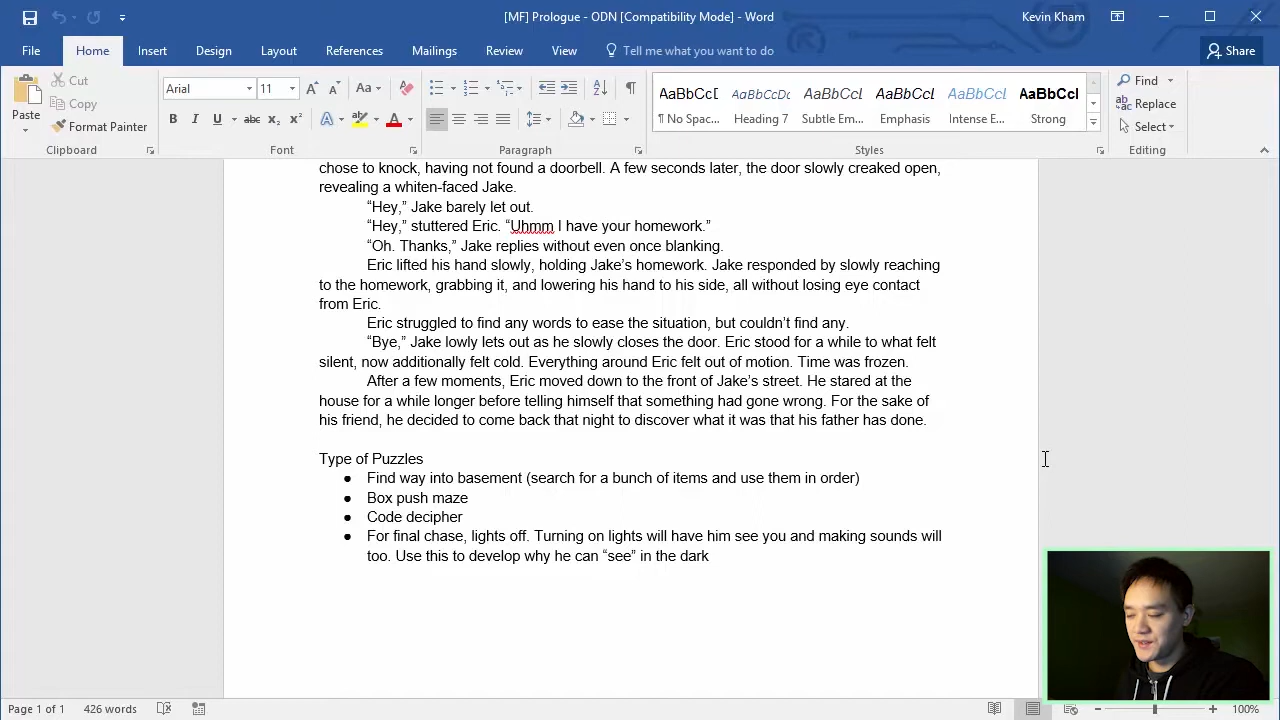 [MF] Prologue - ODN [Compatibility Mode] - Word
Kevin Kham
File Home Insert Design Layout References Mailings Review View Tell me what you want to do Share
Paste
Cut
Copy
Format Painter
Clipboard
Arial 11
Font
Paragraph
AaBbCcI AaBbCcDc AaBbCcI AaBbCcI AaBbCcI AaBbCcI
¶ No Spac... Heading 7 Subtle Em... Emphasis Intense E... Strong
Styles
Find
Replace
Select
Editing
chose to knock, having not found a doorbell. A few seconds later, the door slowly creaked open,
revealing a whiten-faced Jake.
“Hey,” Jake barely let out.
“Hey,” stuttered Eric. “Uhmm I have your homework.”
“Oh. Thanks,” Jake replies without even once blanking.
Eric lifted his hand slowly, holding Jake’s homework. Jake responded by slowly reaching
to the homework, grabbing it, and lowering his hand to his side, all without losing eye contact
from Eric.
Eric struggled to find any words to ease the situation, but couldn’t find any.
“Bye,” Jake lowly lets out as he slowly closes the door. Eric stood for a while to what felt
silent, now additionally felt cold. Everything around Eric felt out of motion. Time was frozen.
After a few moments, Eric moved down to the front of Jake’s street. He stared at the
house for a while longer before telling himself that something had gone wrong. For the sake of
his friend, he decided to come back that night to discover what it was that his father has done.
Type of Puzzles
● Find way into basement (search for a bunch of items and use them in order)
● Box push maze
● Code decipher
● For final chase, lights off. Turning on lights will have him see you and making sounds will
too. Use this to develop why he can “see” in the dark
Page 1 of 1 426 words 100%